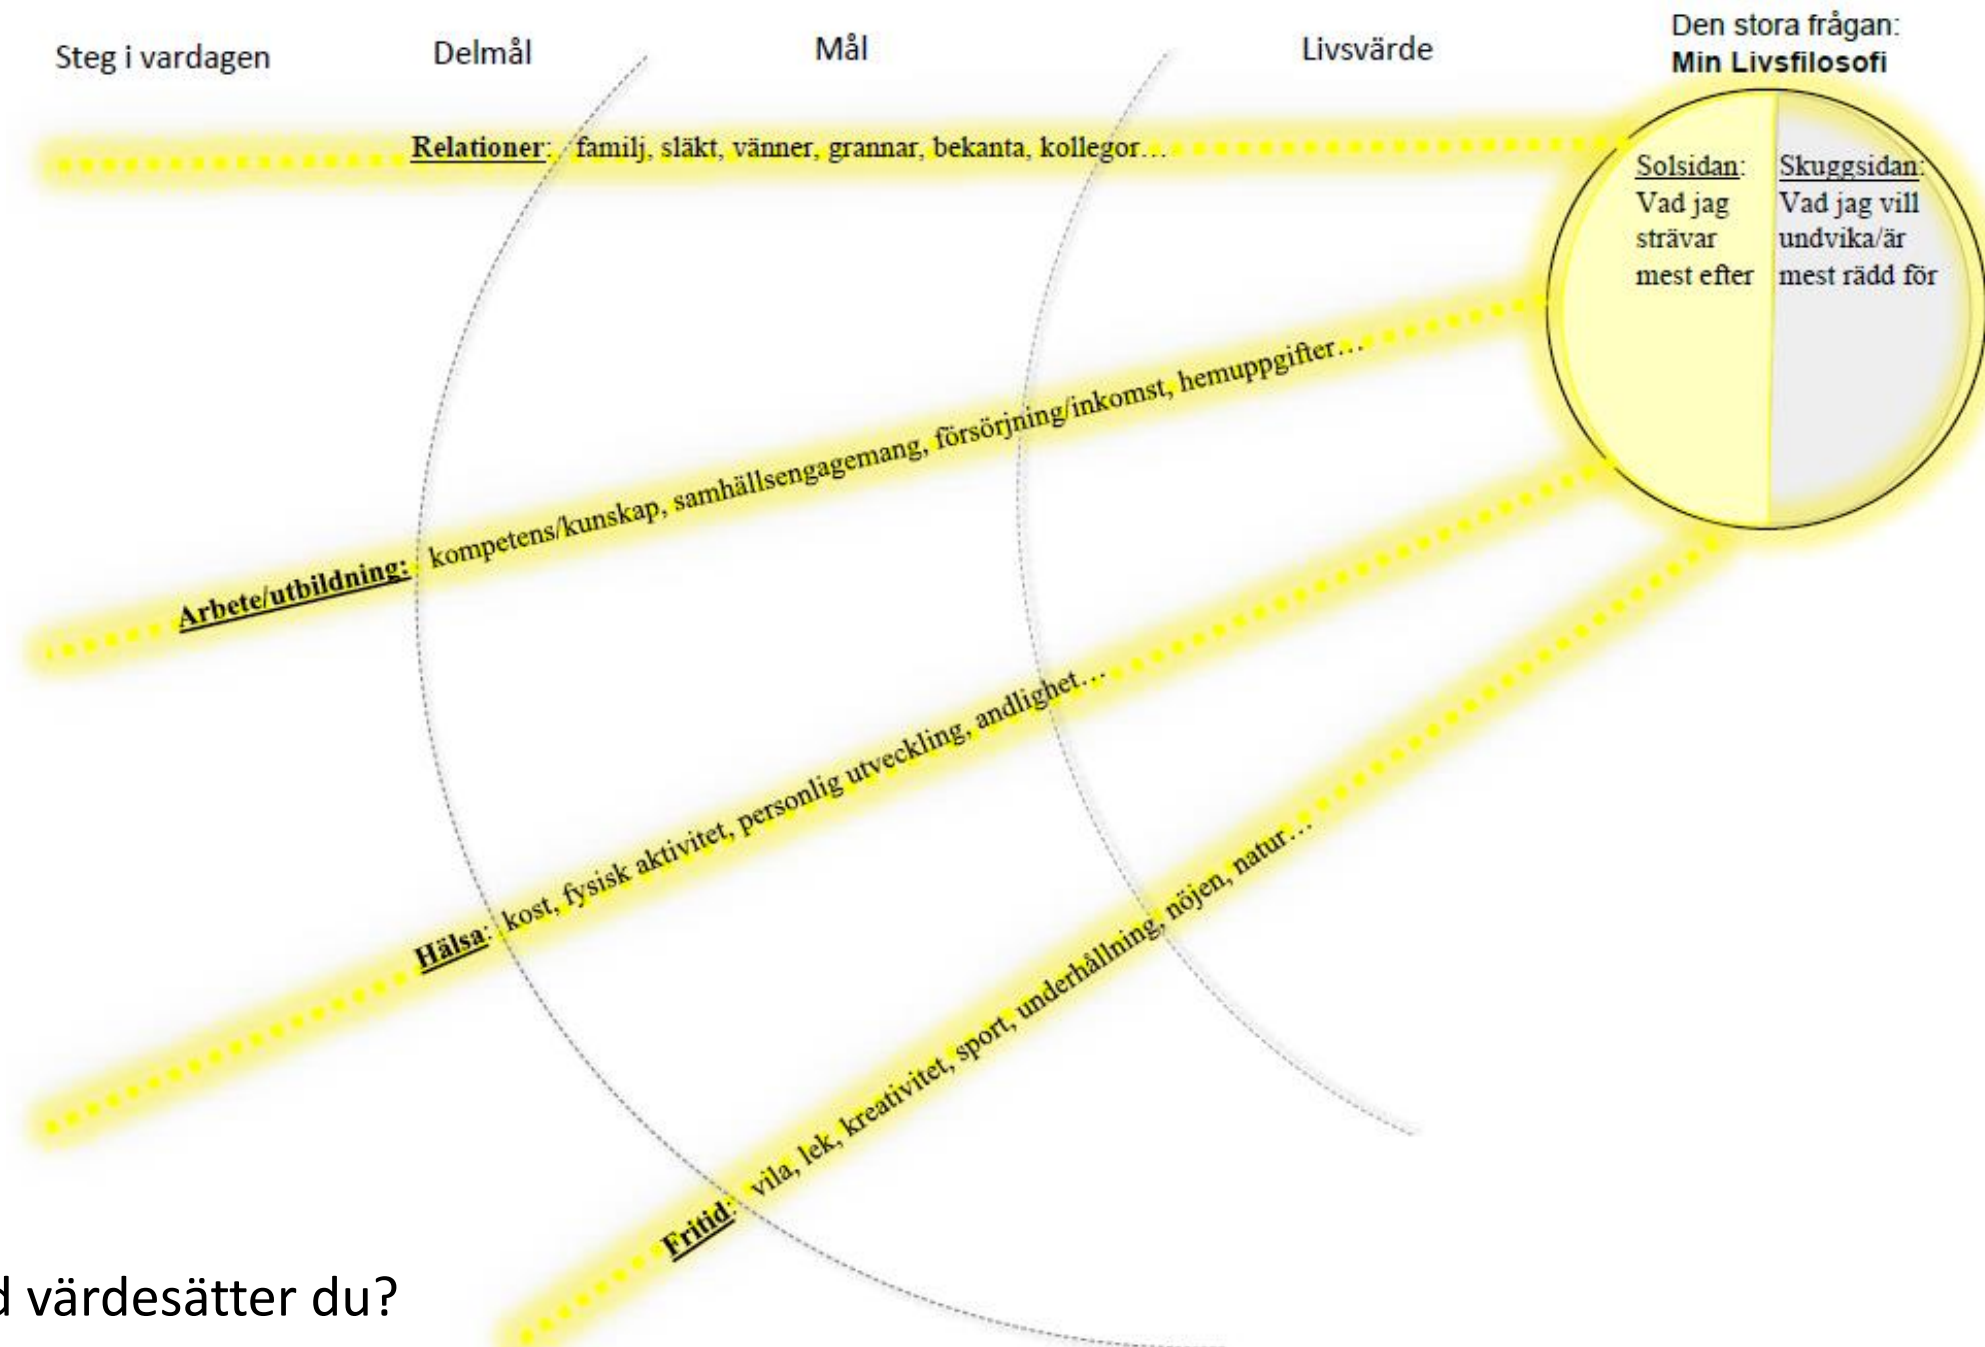 Steg i vardagen
Delmål
Mål
Livsvärde
Den stora frågan:
Min Livsfilosofi
Relationer: familj, släkt, vänner, grannar, bekanta, kollegor…
Solsidan:
Vad jag
strävar
mest efter
Skuggsidan:
Vad jag vill
undvika/är
mest rädd för
Arbete/utbildning: kompetens/kunskap, samhällsengagemang, försörjning/inkomst, hemuppgifter…
Hälsa: kost, fysisk aktivitet, personlig utveckling, andlighet…
Fritid: vila, lek, kreativitet, sport, underhållning, nöjen, natur…
d värdesätter du?